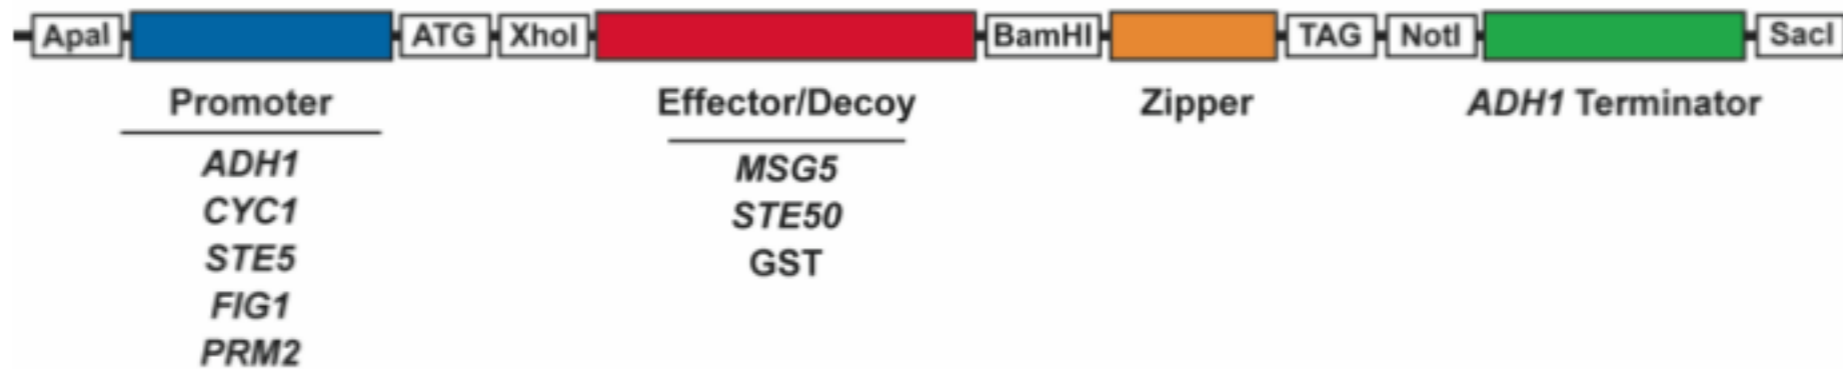 ApaI ATG XhoI BamHI TAG NotI SacI
Promoter Effector/Decoy Zipper ADH1 Terminator
ADH1 MSG5
CYC1 STE50
STE5 GST
FIG1
PRM2